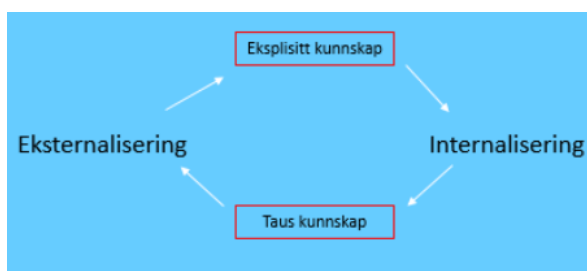 Eksplisitt kunnskap
Eksternalisering
Internalisering
Taus kunnskap